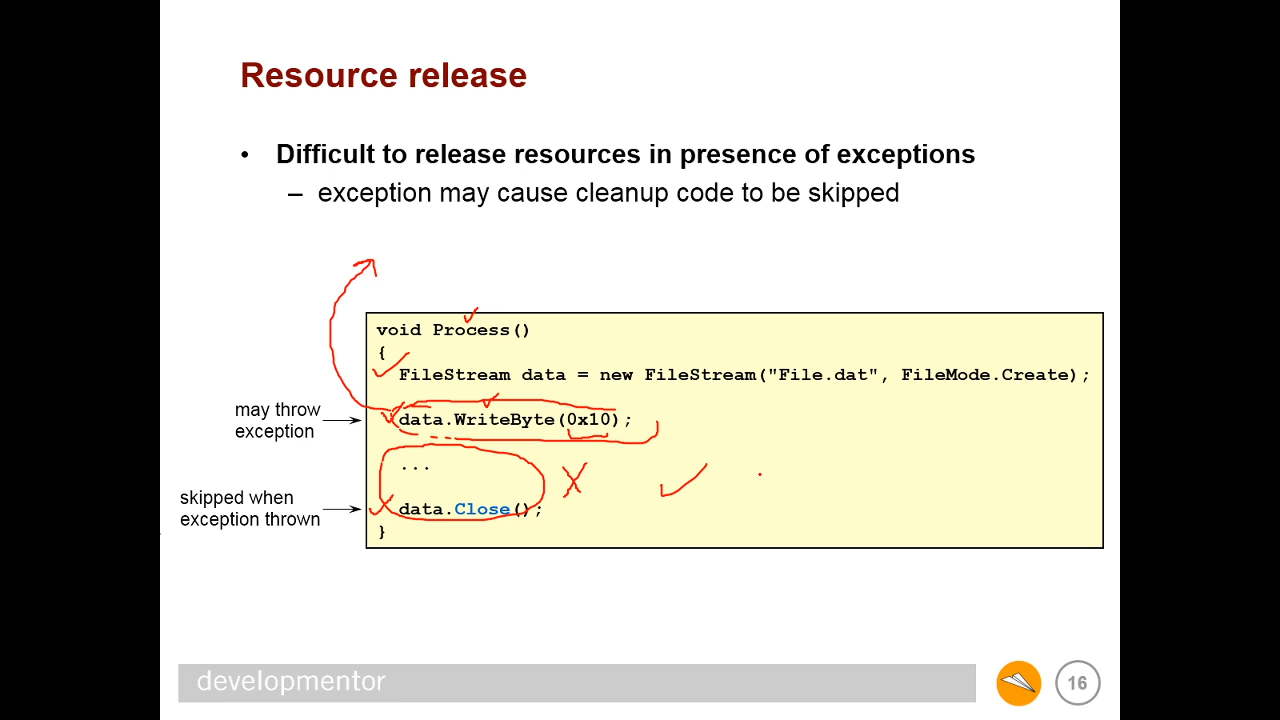 Resource release
• Difficult to release resources in presence of exceptions
– exception may cause cleanup code to be skipped
void Process()
{
FileStream data = new FileStream("File.dat", FileMode.Create);
may throw
exception
data.WriteByte(0x10);
...
skipped when
exception thrown
data.Close();
}
developmentor
16